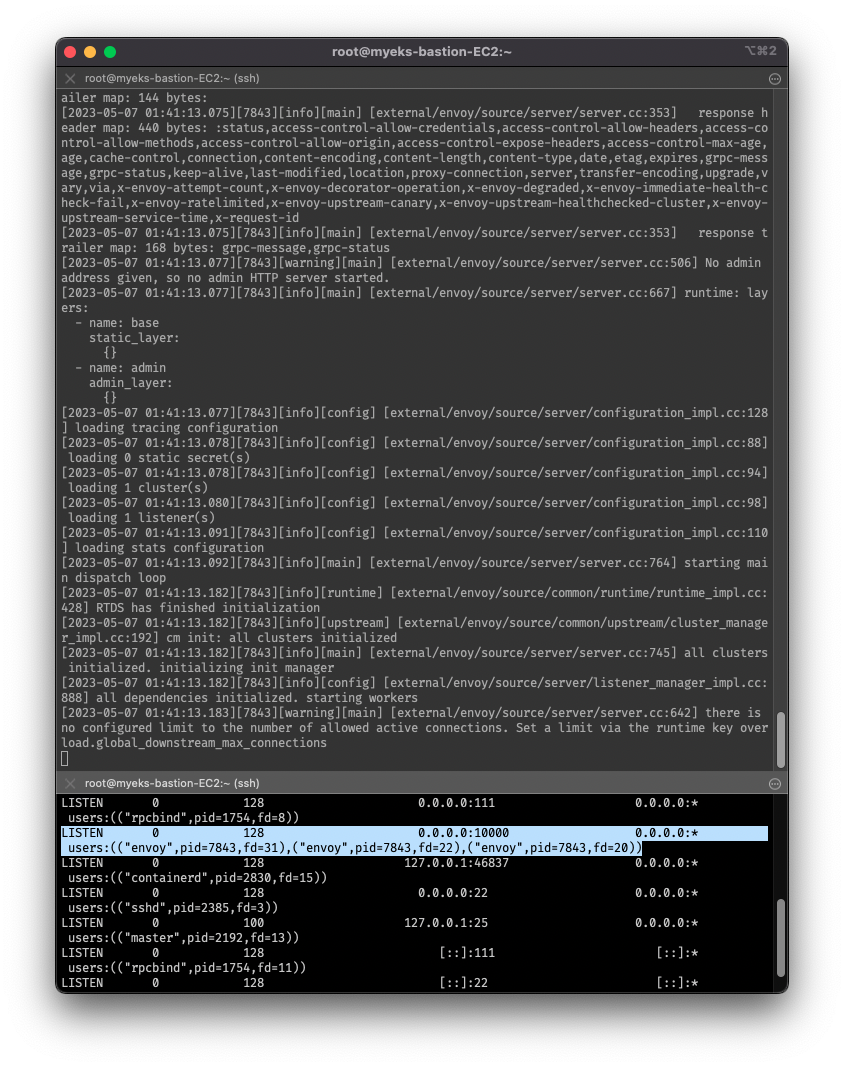 root@myeks-bastion-EC2:~
⌥⌘2
root@myeks-bastion-EC2:~ (ssh)
ailer map: 144 bytes:
[2023-05-07 01:41:13.075][7843][info][main] [external/envoy/source/server/server.cc:353]   response h
eader map: 440 bytes: :status,access-control-allow-credentials,access-control-allow-headers,access-co
ntrol-allow-methods,access-control-allow-origin,access-control-expose-headers,access-control-max-age,
age,cache-control,connection,content-encoding,content-length,content-type,date,etag,expires,grpc-mess
age,grpc-status,keep-alive,last-modified,location,proxy-connection,server,transfer-encoding,upgrade,v
ary,via,x-envoy-attempt-count,x-envoy-decorator-operation,x-envoy-degraded,x-envoy-immediate-health-c
heck-fail,x-envoy-ratelimited,x-envoy-upstream-canary,x-envoy-upstream-healthchecked-cluster,x-envoy-
upstream-service-time,x-request-id
[2023-05-07 01:41:13.075][7843][info][main] [external/envoy/source/server/server.cc:353]   response t
railer map: 168 bytes: grpc-message,grpc-status
[2023-05-07 01:41:13.077][7843][warning][main] [external/envoy/source/server/server.cc:506] No admin
address given, so no admin HTTP server started.
[2023-05-07 01:41:13.077][7843][info][main] [external/envoy/source/server/server.cc:667] runtime: lay
ers:
  - name: base
    static_layer:
      {}
  - name: admin
    admin_layer:
      {}
[2023-05-07 01:41:13.077][7843][info][config] [external/envoy/source/server/configuration_impl.cc:128
] loading tracing configuration
[2023-05-07 01:41:13.078][7843][info][config] [external/envoy/source/server/configuration_impl.cc:88]
 loading 0 static secret(s)
[2023-05-07 01:41:13.078][7843][info][config] [external/envoy/source/server/configuration_impl.cc:94]
 loading 1 cluster(s)
[2023-05-07 01:41:13.080][7843][info][config] [external/envoy/source/server/configuration_impl.cc:98]
 loading 1 listener(s)
[2023-05-07 01:41:13.091][7843][info][config] [external/envoy/source/server/configuration_impl.cc:110
] loading stats configuration
[2023-05-07 01:41:13.092][7843][info][main] [external/envoy/source/server/server.cc:764] starting mai
n dispatch loop
[2023-05-07 01:41:13.182][7843][info][runtime] [external/envoy/source/common/runtime/runtime_impl.cc:
428] RTDS has finished initialization
[2023-05-07 01:41:13.182][7843][info][upstream] [external/envoy/source/common/upstream/cluster_manage
r_impl.cc:192] cm init: all clusters initialized
[2023-05-07 01:41:13.182][7843][info][main] [external/envoy/source/server/server.cc:745] all clusters
 initialized. initializing init manager
[2023-05-07 01:41:13.182][7843][info][config] [external/envoy/source/server/listener_manager_impl.cc:
888] all dependencies initialized. starting workers
[2023-05-07 01:41:13.183][7843][warning][main] [external/envoy/source/server/server.cc:642] there is
no configured limit to the number of allowed active connections. Set a limit via the runtime key over
load.global_downstream_max_connections
root@myeks-bastion-EC2:~ (ssh)
LISTEN       0            128                      0.0.0.0:111                    0.0.0.0:*
 users:(("rpcbind",pid=1754,fd=8))
LISTEN       0            128                      0.0.0.0:10000                  0.0.0.0:*
 users:(("envoy",pid=7843,fd=31),("envoy",pid=7843,fd=22),("envoy",pid=7843,fd=20))
LISTEN       0            128                    127.0.0.1:46837                  0.0.0.0:*
 users:(("containerd",pid=2830,fd=15))
LISTEN       0            128                      0.0.0.0:22                     0.0.0.0:*
 users:(("sshd",pid=2385,fd=3))
LISTEN       0            100                    127.0.0.1:25                     0.0.0.0:*
 users:(("master",pid=2192,fd=13))
LISTEN       0            128                         [::]:111                       [::]:*
 users:(("rpcbind",pid=1754,fd=11))
LISTEN       0            128                         [::]:22                        [::]:*